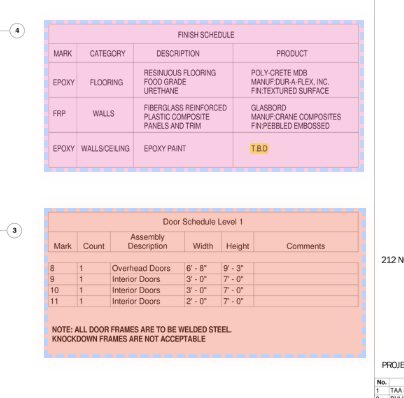 4
FINISH SCHEDULE
MARK CATEGORY DESCRIPTION PRODUCT
EPOXY FLOORING RESINUOUS FLOORING FOOD GRADE URETHANE POLY-CRETE MDB MANUF:DUR-A-FLEX, INC. FIN:TEXTURED SURFACE
FRP WALLS FIBERGLASS REINFORCED PLASTIC COMPOSITE PANELS AND TRIM GLASBORD MANUF:CRANE COMPOSITES FIN:PEBBLED EMBOSSED
EPOXY WALLS/CEILING EPOXY PAINT T.B.D
3
Door Schedule Level 1
Mark Count Assembly Description Width Height Comments
8 1 Overhead Doors 6' - 8" 9' - 3"
9 1 Interior Doors 3' - 0" 7' - 0"
10 1 Interior Doors 3' - 0" 7' - 0"
11 1 Interior Doors 2' - 0" 7' - 0"
NOTE: ALL DOOR FRAMES ARE TO BE WELDED STEEL.
KNOCKDOWN FRAMES ARE NOT ACCEPTABLE
212 N
PROJE
No.
1 TAA